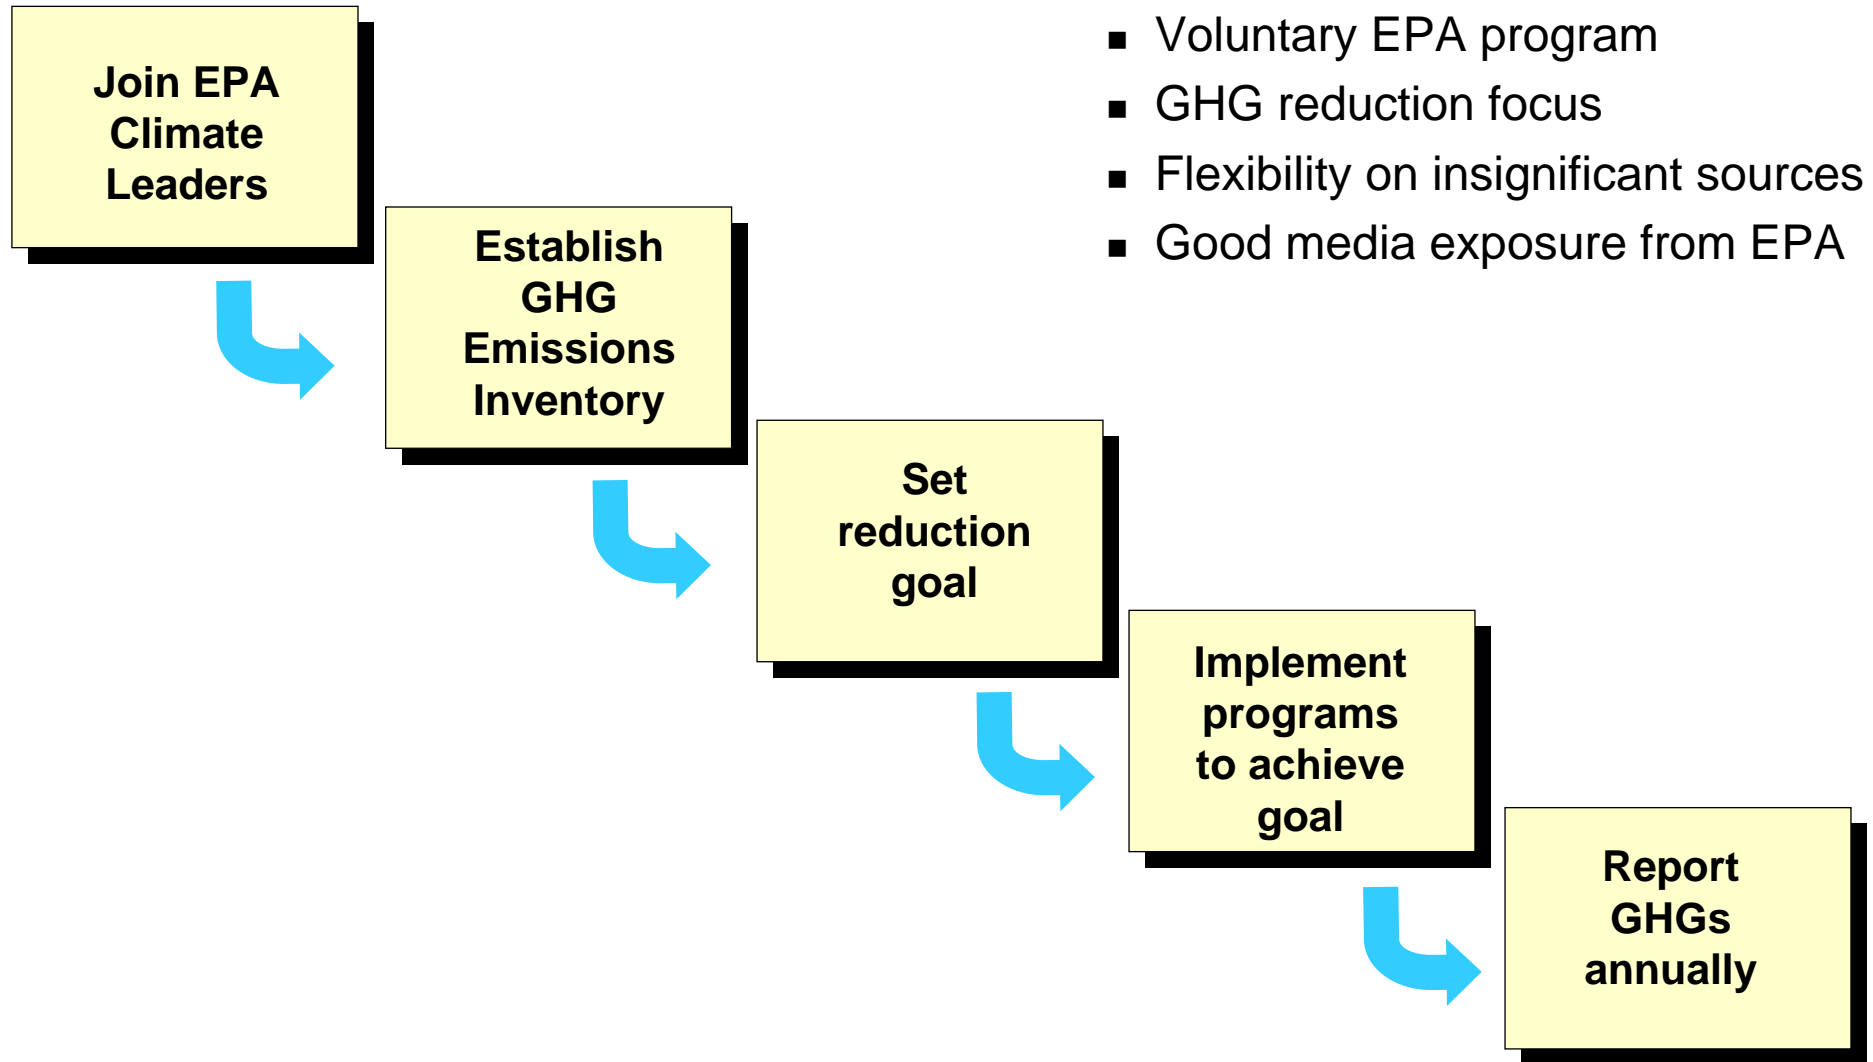 Join EPA
Climate
Leaders
■ Voluntary EPA program
■ GHG reduction focus
■ Flexibility on insignificant sources
■ Good media exposure from EPA
Establish
GHG
Emissions
Inventory
Set
reduction
goal
Implement
programs
to achieve
goal
Report
GHGs
annually